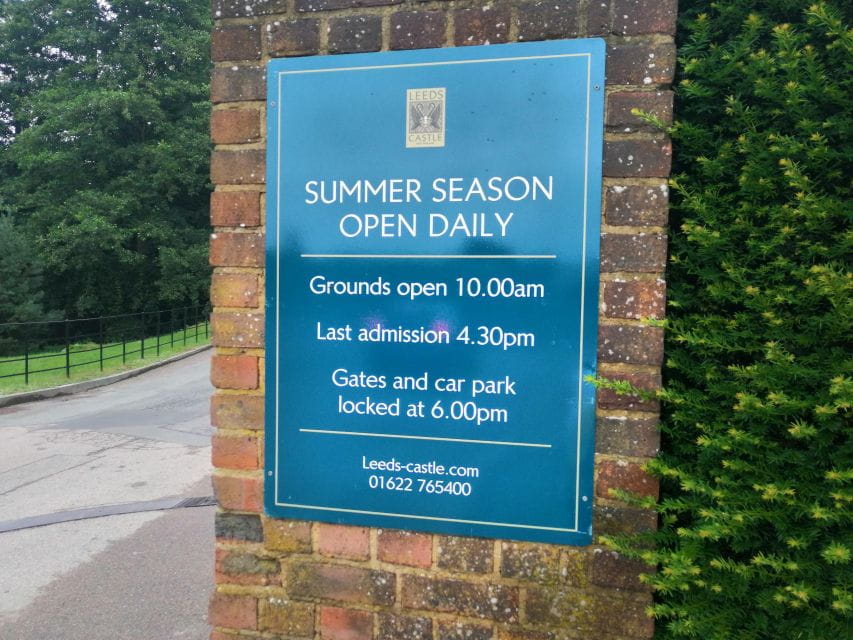 LEEDS
CASTLE
SUMMER SEASON
OPEN DAILY
Grounds open 10.00am
Last admission 4.30pm
Gates and car park
locked at 6.00pm
Leeds-castle.com
01622 765400